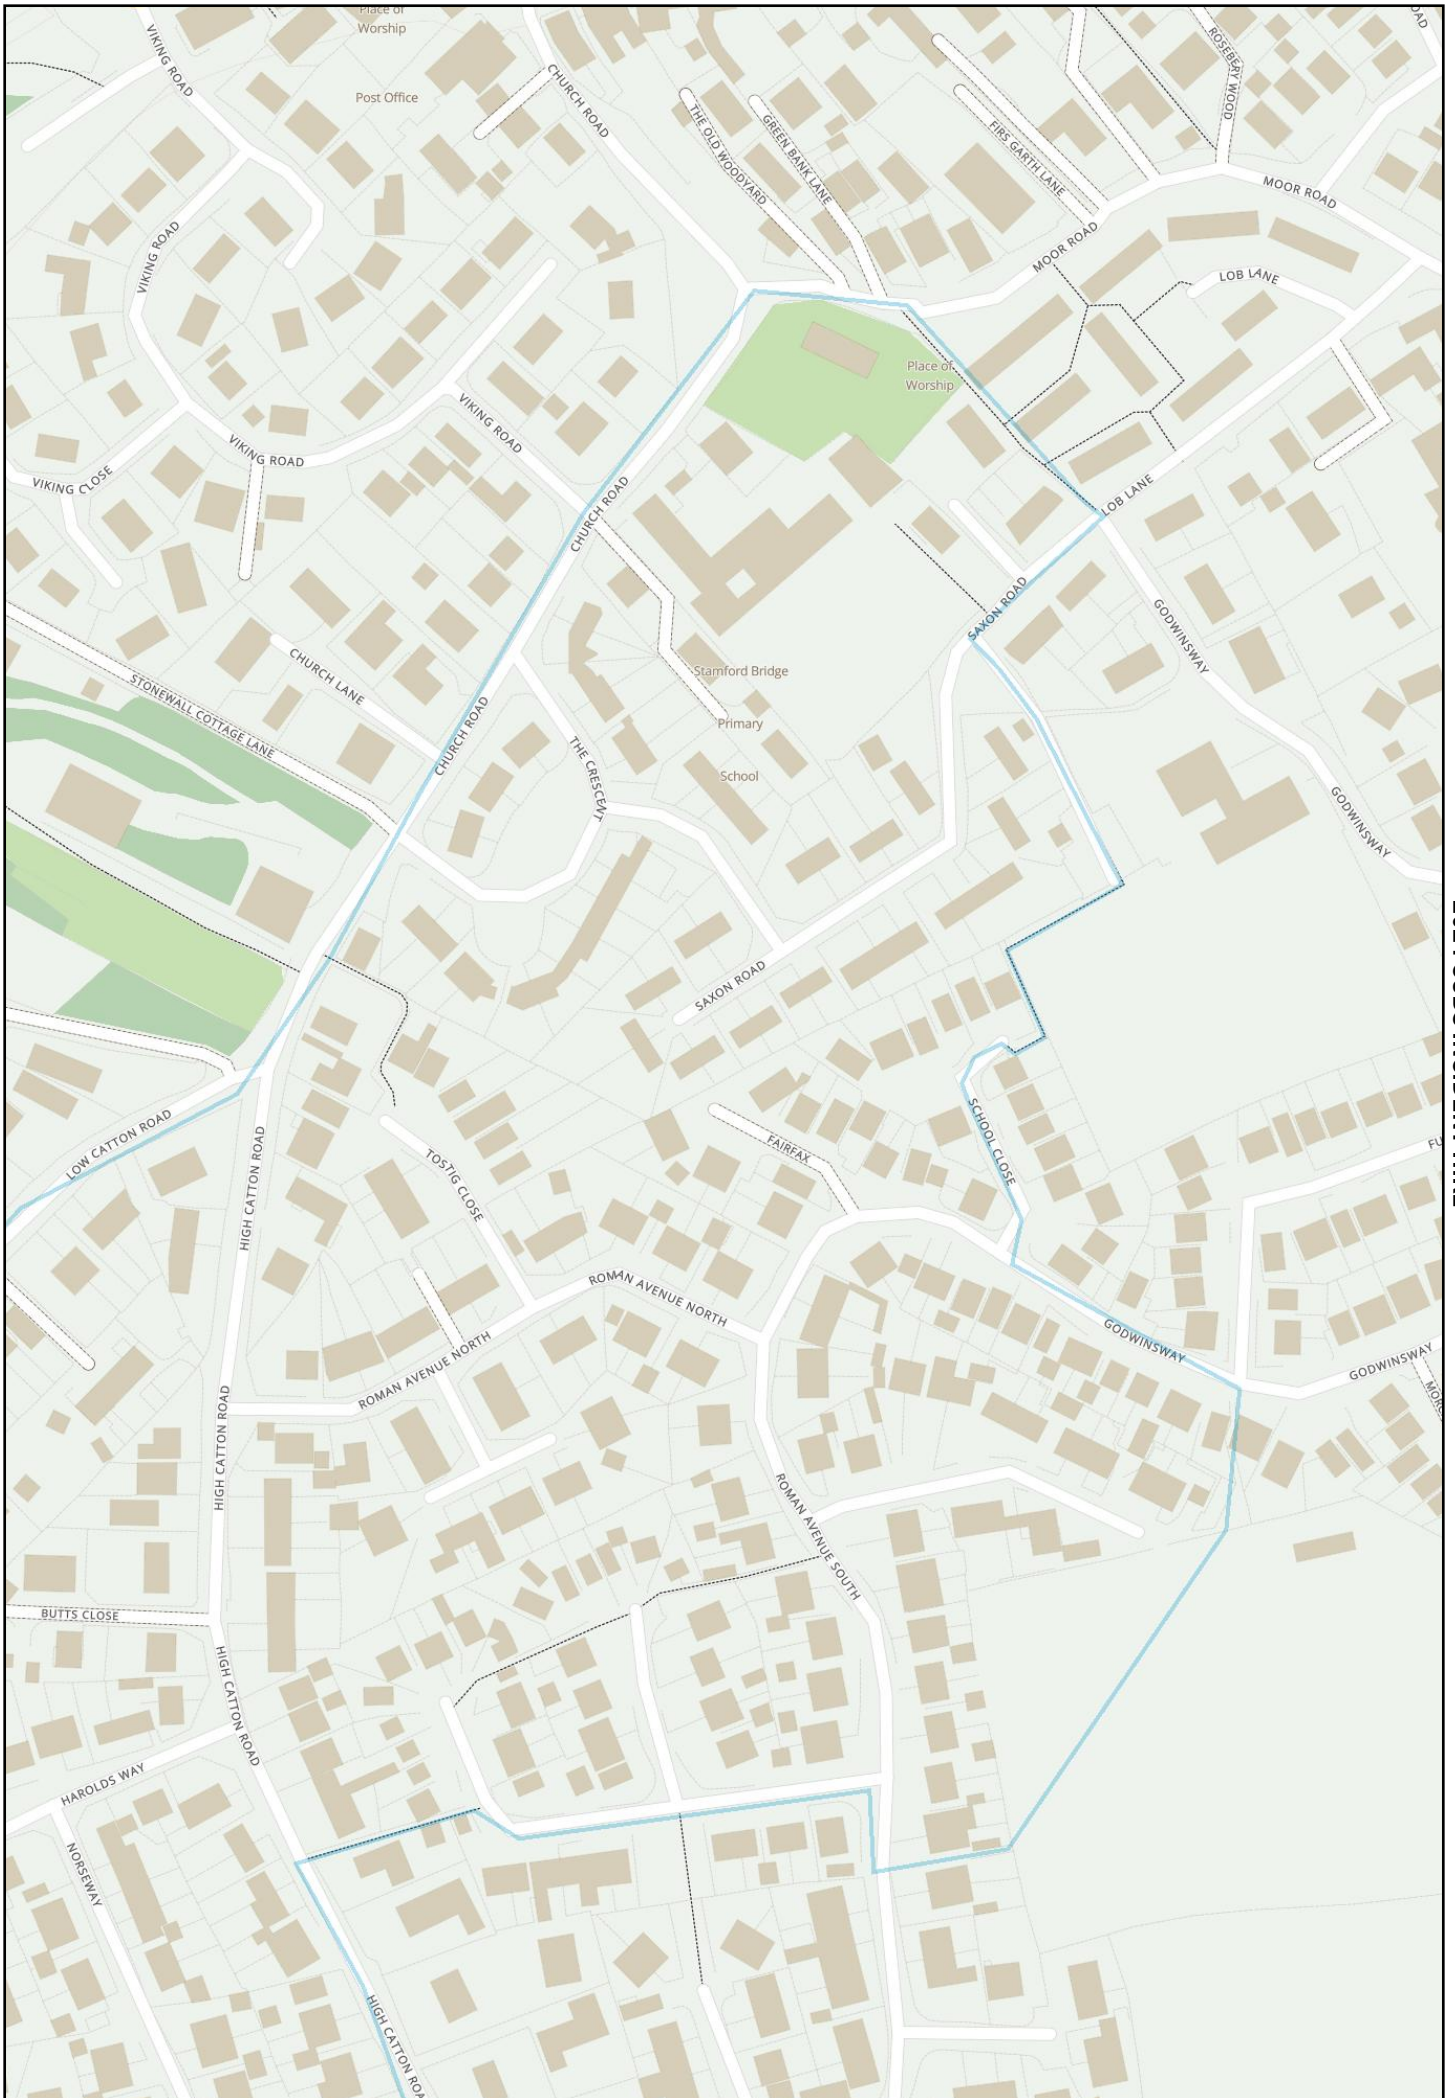 Place of
Worship
VIKING ROAD
Post Office
CHURCH ROAD
THE OLD WOODYARD
GREEN BANK LANE
FIRS GARTH LANE
ROSEBERY WOOD
MOOR ROAD
MOOR ROAD
VIKING ROAD
LOB LANE
Place of
Worship
VIKING ROAD
VIKING ROAD
VIKING CLOSE
CHURCH ROAD
LOB LANE
SAXON ROAD
GODWINSWAY
CHURCH LANE
STONEWALL COTTAGE LANE
Stamford Bridge
Primary
School
CHURCH ROAD
THE CRESCENT
GODWINSWAY
SAXON ROAD
LOW CATTON ROAD
HIGH CATTON ROAD
TOSTIG CLOSE
FAIRFAX
SCHOOL CLOSE
FU
ROMAN AVENUE NORTH
GODWINSWAY
GODWINSWAY
ROMAN AVENUE NORTH
HIGH CATTON ROAD
ROMAN AVENUE SOUTH
BUTTS CLOSE
HIGH CATTON ROAD
HAROLDS WAY
NORSEWAY
HIGH CATTON ROA